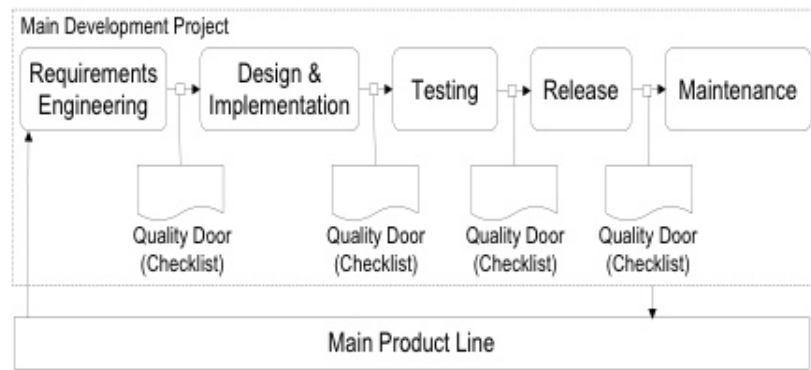 Main Development Project
Requirements
Engineering
Design &
Implementation
Testing
Release
Maintenance
Quality Door
(Checklist)
Quality Door
(Checklist)
Quality Door
(Checklist)
Quality Door
(Checklist)
Main Product Line